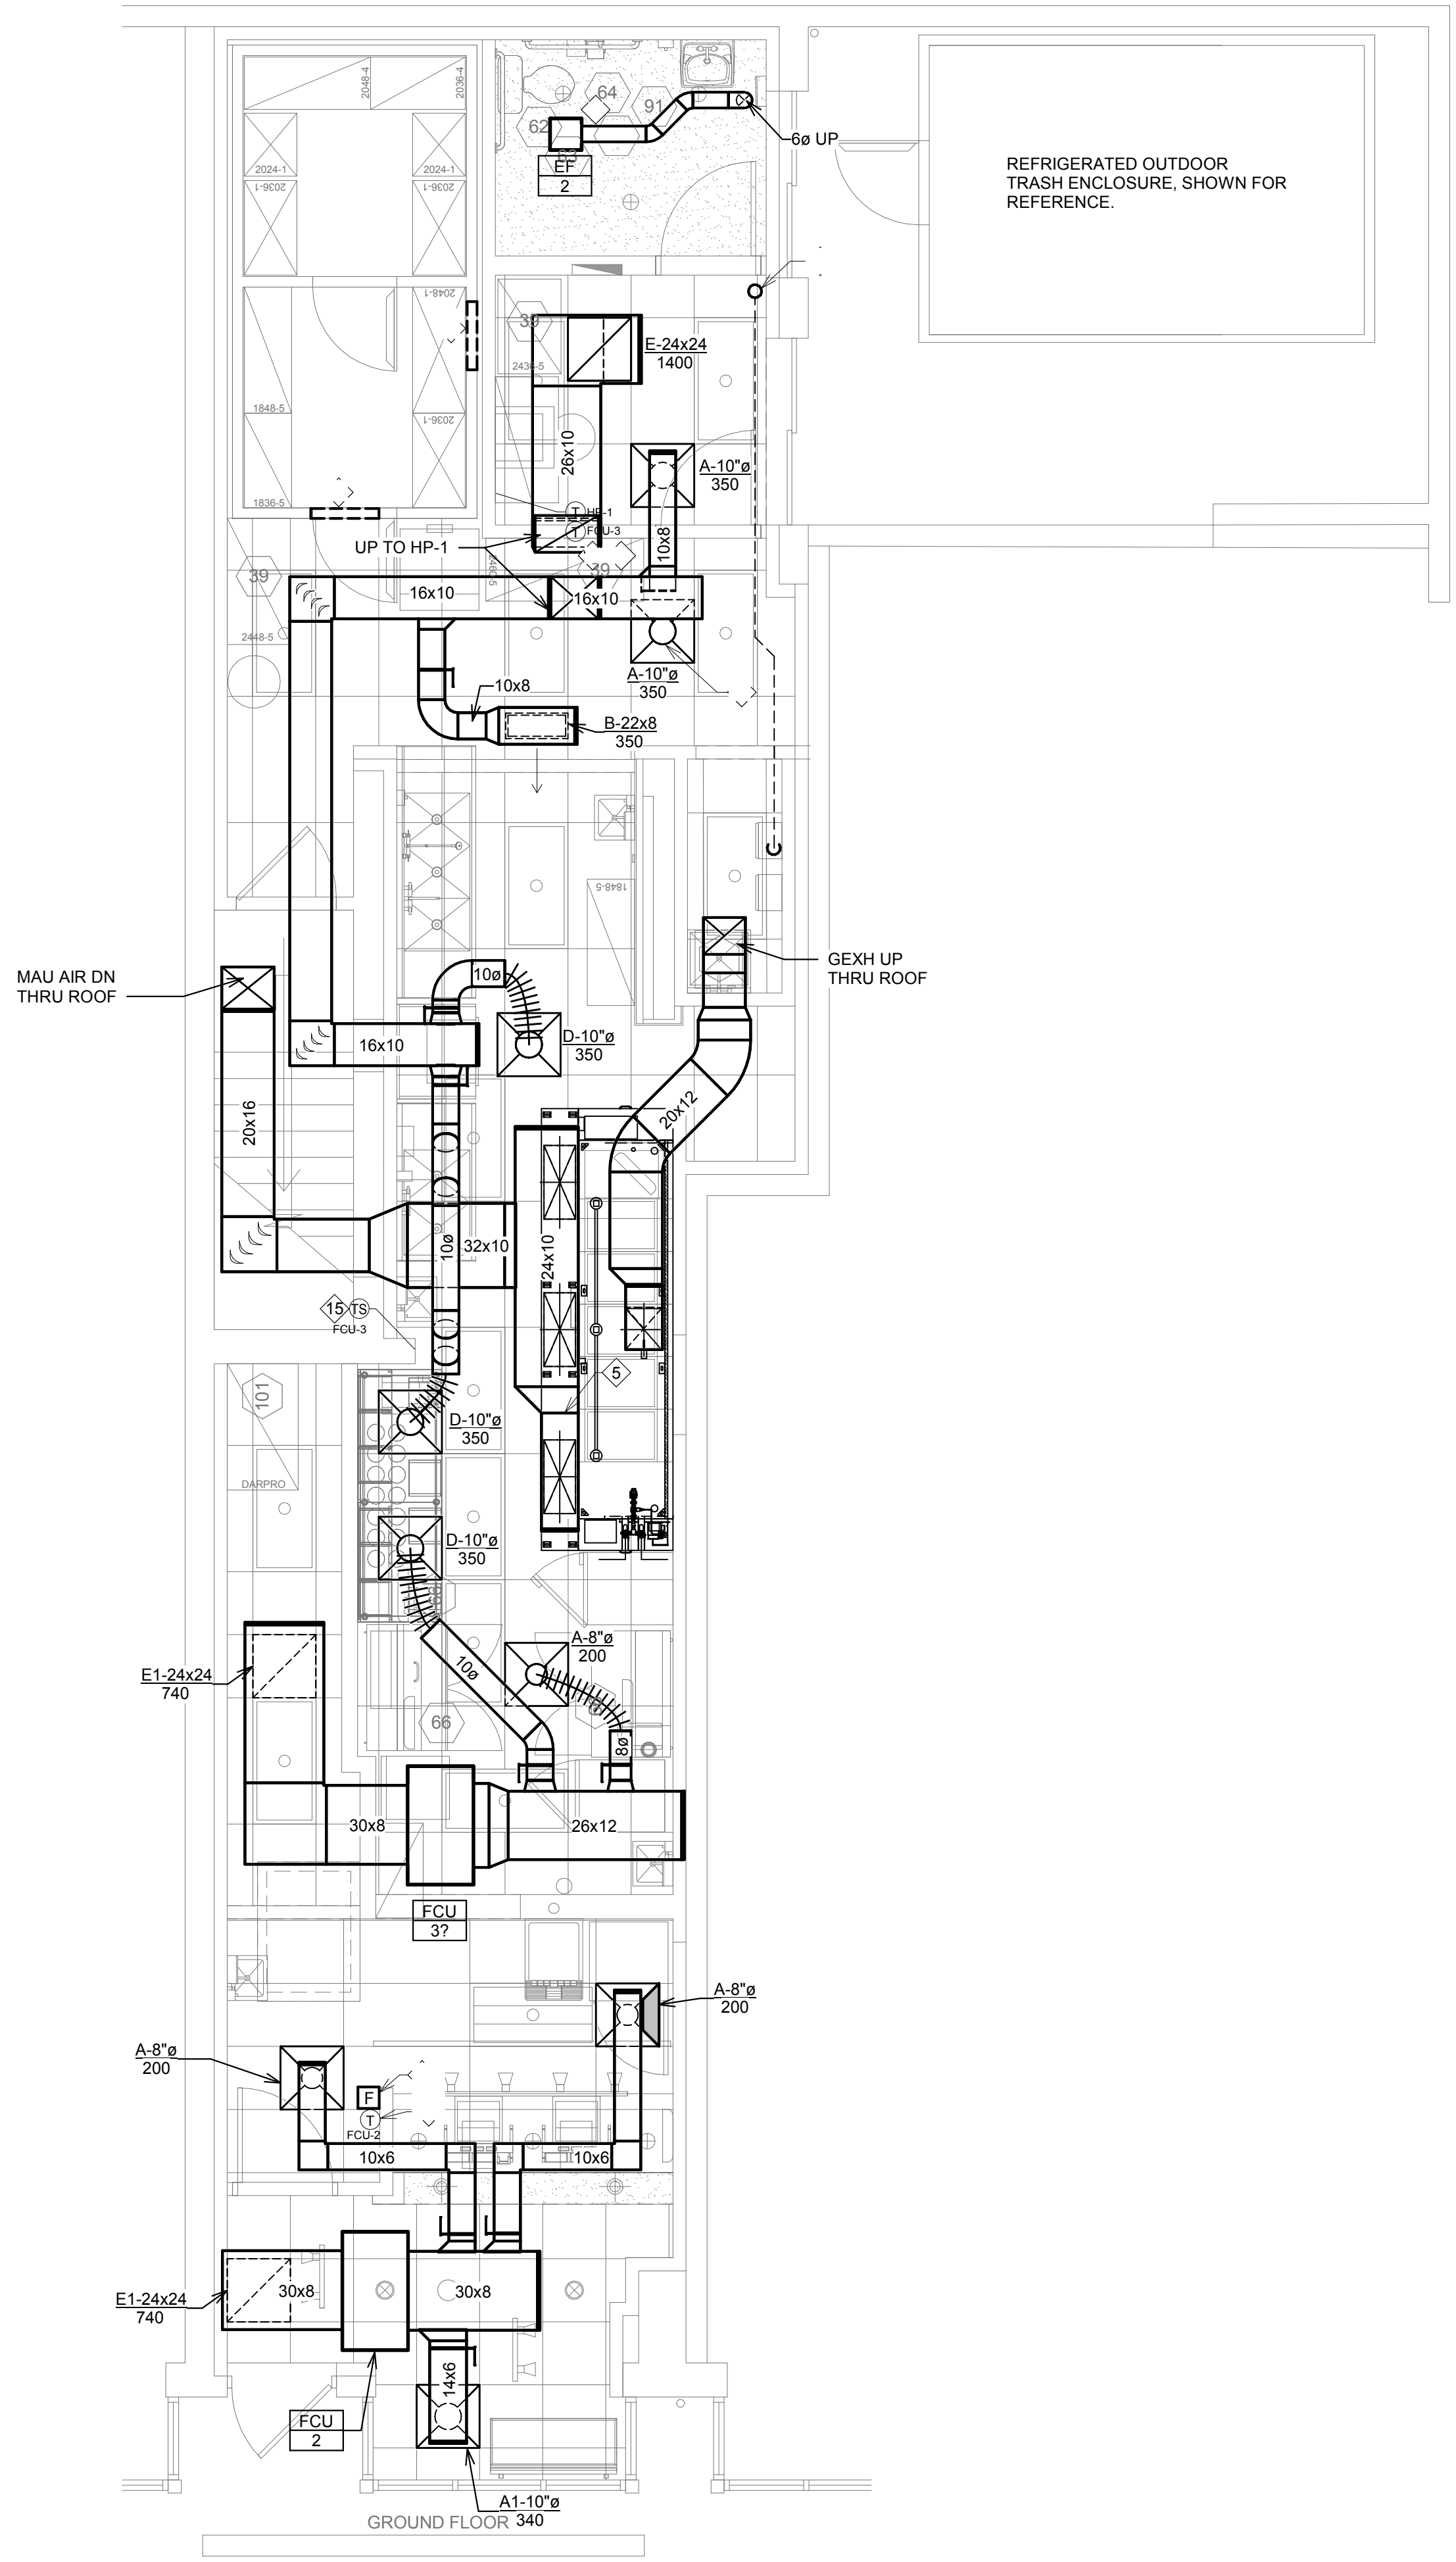 2048-4
2036-4
64
91
62
63
6ø UP
EF
2
2024-1
2024-1
2036-1
2036-1
REFRIGERATED OUTDOOR
TRASH ENCLOSURE, SHOWN FOR
REFERENCE.
2048-1
39
E-24x24
1400
2436-5
1848-5
2036-1
26x10
A-10"ø
350
1836-5
T HP-1
T FCU-3
10x8
UP TO HP-1
2460-5
39
39
16x10
16x10
2448-5
A-10"ø
350
10x8
B-22x8
350
1848-5
GEXH UP
THRU ROOF
MAU AIR DN
THRU ROOF
10ø
D-10"ø
350
16x10
20x16
20x12
10ø
32x10
24x10
15
TS
FCU-3
5
101
D-10"ø
350
DARPRO
D-10"ø
350
A-8"ø
200
10ø
E1-24x24
740
66
8ø
30x8
26x12
FCU
3?
A-8"ø
200
A-8"ø
200
F
T
FCU-2
10x6
10x6
30x8
30x8
E1-24x24
740
14x6
FCU
2
A1-10"ø
340
GROUND FLOOR